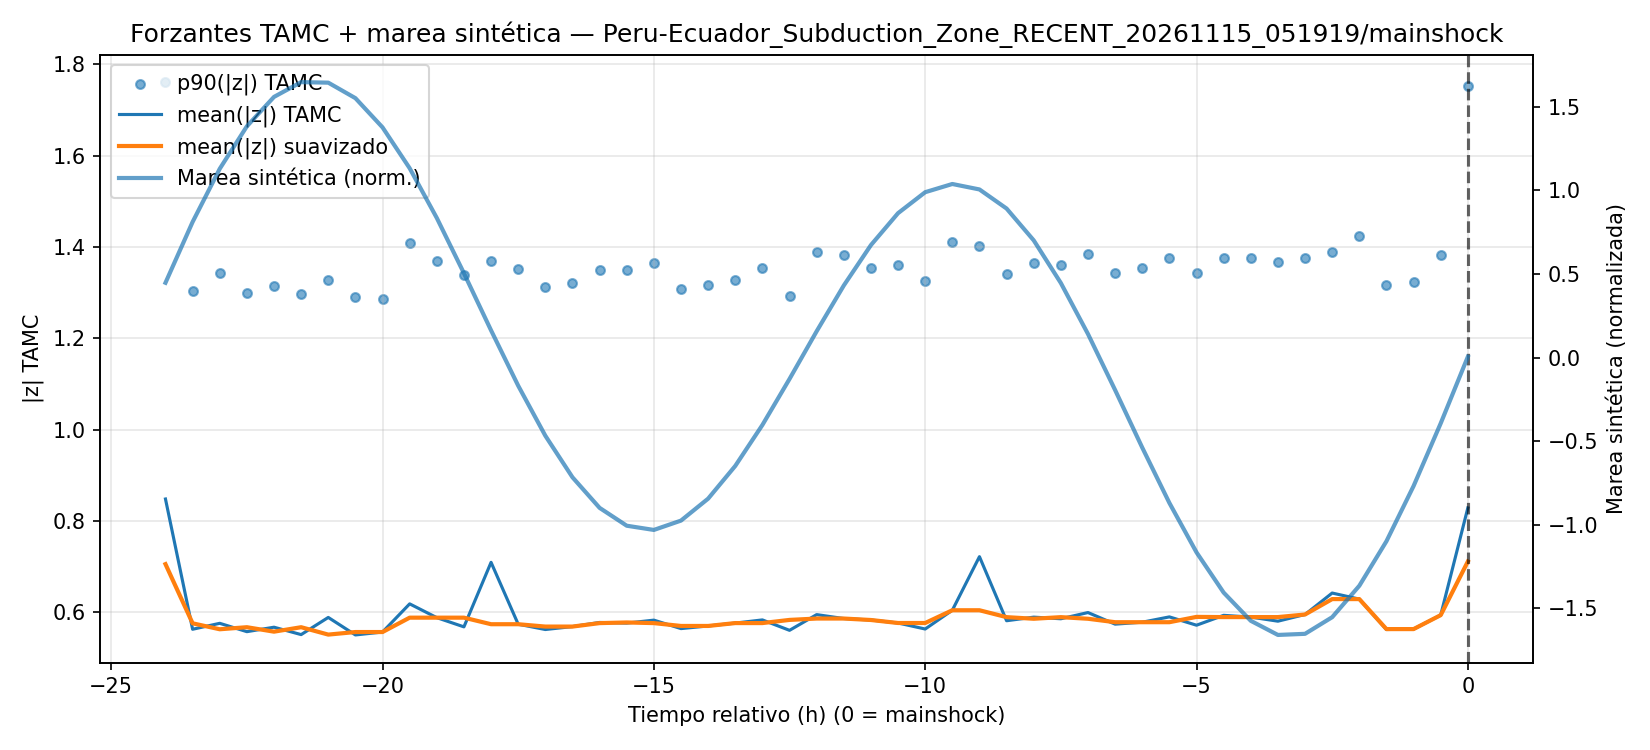 Forzantes TAMC + marea sintética — Peru-Ecuador_Subduction_Zone_RECENT_20261115_051919/mainshock
p90(|z|) TAMC
mean(|z|) TAMC
mean(|z|) suavizado
Marea sintética (norm.)
|z| TAMC
1.8
1.6
1.4
1.2
1.0
0.8
0.6
Marea sintética (normalizada)
1.5
1.0
0.5
0.0
−0.5
−1.0
−1.5
−25
−20
−15
−10
−5
0
Tiempo relativo (h) (0 = mainshock)